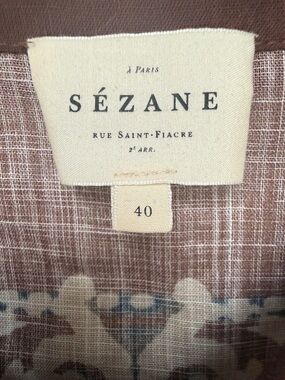 À PARIS
SÉZANE
RUE SAINT-FIACRE
2E ARR.
40